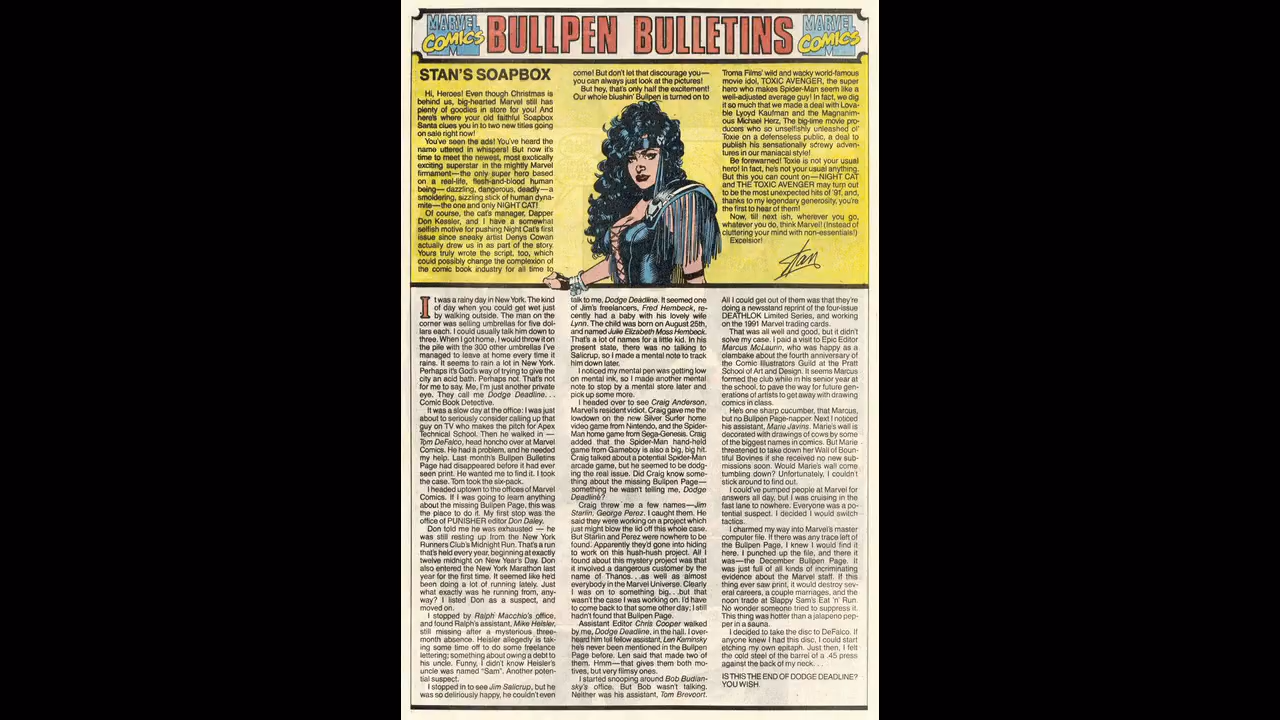 MARVEL COMICS
BULLPEN BULLETINS
MARVEL COMICS
STAN'S SOAPBOX
Hi, Heroes! Even though Christmas is
behind us, big-hearted Marvel still has
plenty of goodies in store for you! And
here's where your old faithful Soapbox
Santa clues you in to two new titles going
on sale right now!
You've seen the ads! You've heard the
name uttered in whispers! But now it's
time to meet the newest, most exotically
exciting superstar in the mightly Marvel
firmament—the only super hero based
on a real-life, flesh-and-blood human
being— dazzling, dangerous, deadly—a
smoldering, sizzling stick of human dyna-
mite—the one and only NIGHT CAT!
Of course, the cat's manager, Dapper
Don Kessler, and I have a somewhat
selfish motive for pushing Night Cat's first
issue since sneaky artist Denys Cowan
actually drew us in as part of the story.
Yours truly wrote the script, too, which
could possibly change the complexion of
the comic book industry for all time to
come! But don't let that discourage you—
you can always just look at the pictures!
But hey, that's only half the excitement!
Our whole blushin' Bullpen is turned on to
Troma Films' wild and wacky world-famous
movie idol, TOXIC AVENGER, the super
hero who makes Spider-Man seem like a
well-adjusted average guy! In fact, we dig
it so much that we made a deal with Lova-
ble Lyoyd Kaufman and the Magnanim-
ous Michael Herz, The big-time movie pro-
ducers who so unselfishly unleashed ol'
Toxie on a defenseless public, a deal to
publish his sensationally screwy adven-
tures in our maniacal style!
Be forewarned! Toxie is not your usual
hero! In fact, he's not your usual anything.
But this you can count on—NIGHT CAT
and THE TOXIC AVENGER may turn out
to be the most unexpected hits of '91, and,
thanks to my legendary generosity, you're
the first to hear of them!
Now, till next ish, wherever you go,
whatever you do, think Marvel! (Instead of
cluttering your mind with non-essentials!)
Excelsior!
Stan
It was a rainy day in New York. The kind
of day when you could get wet just
by walking outside. The man on the
corner was selling umbrellas for five dol-
lars each. I could usually talk him down to
three. When I got home, I would throw it on
the pile with the 300 other umbrellas I've
managed to leave at home every time it
rains. It seems to rain a lot in New York.
Perhaps it's God's way of trying to give the
city an acid bath. Perhaps not. That's not
for me to say. Me, I'm just another private
eye. They call me Dodge Deadline. . .
Comic Book Detective.
It was a slow day at the office: I was just
about to seriously consider calling up that
guy on TV who makes the pitch for Apex
Technical School. Then he walked in —
Tom DeFalco, head honcho over at Marvel
Comics. He had a problem, and he needed
my help. Last month's Bullpen Bulletins
Page had disappeared before it had ever
seen print. He wanted me to find it. I took
the case. Tom took the six-pack.
I headed uptown to the offices of Marvel
Comics. If I was going to learn anything
about the missing Bullpen Page, this was
the place to do it. My first stop was the
office of PUNISHER editor Don Daley.
Don told me he was exhausted — he
was still resting up from the New York
Runners Club's Midnight Run. That's a run
that's held every year, beginning at exactly
twelve midnight on New Year's Day. Don
also entered the New York Marathon last
year for the first time. It seemed like he'd
been doing a lot of running lately. Just
what exactly was he running from, any-
way? I listed Don as a suspect, and
moved on.
I stopped by Ralph Macchio's office,
and found Ralph's assistant, Mike Heisler,
still missing after a mysterious three-
month absence. Heisler allegedly is tak-
ing some time off to do some freelance
lettering; something about owing a debt to
his uncle. Funny, I didn't know Heisler's
uncle was named "Sam". Another poten-
tial suspect.
I stopped in to see Jim Salicrup, but he
was so deliriously happy, he couldn't even
talk to me, Dodge Deadline. It seemed one
of Jim's freelancers, Fred Hembeck, re-
cently had a baby with his lovely wife
Lynn. The child was born on August 25th,
and named Julie Elizabeth Moss Hembeck.
That's a lot of names for a little kid. In his
present state, there was no talking to
Salicrup, so I made a mental note to track
him down later.
I noticed my mental pen was getting low
on mental ink, so I made another mental
note to stop by a mental store later and
pick up some more.
I headed over to see Craig Anderson,
Marvel's resident vidiot. Craig gave me the
lowdown on the new Silver Surfer home
video game from Nintendo, and the Spider-
Man home game from Sega-Genesis. Craig
added that the Spider-Man hand-held
game from Gameboy is also a big, big hit.
Craig talked about a potential Spider-Man
arcade game, but he seemed to be dodg-
ing the real issue. Did Craig know some-
thing about the missing Bullpen Page—
something he wasn't telling me, Dodge
Deadline?
Craig threw me a few names—Jim
Starlin, George Perez. I caught them. He
said they were working on a project which
just might blow the lid off this whole case.
But Starlin and Perez were nowhere to be
found. Apparently they'd gone into hiding
to work on this hush-hush project. All I
found about this mystery project was that
it involved a dangerous customer by the
name of Thanos. . .as well as almost
everybody in the Marvel Universe. Clearly
I was on to something big. . .but that
wasn't the case I was working on. I'd have
to come back to that some other day; I still
hadn't found that Bullpen Page.
Assistant Editor Chris Cooper walked
by me, Dodge Deadline, in the hall. I over-
heard him tell fellow assistant, Len Kaminsky
he's never been mentioned in the Bullpen
Page before. Len said that made two of
them. Hmm—that gives them both mo-
tives, but very flimsy ones.
I started snooping around Bob Budian-
sky's office. But Bob wasn't talking.
Neither was his assistant, Tom Brevoort.
All I could get out of them was that they're
doing a newsstand reprint of the four-issue
DEATHLOK Limited Series, and working
on the 1991 Marvel trading cards.
That was all well and good, but it didn't
solve my case. I paid a visit to Epic Editor
Marcus McLaurin, who was happy as a
clambake about the fourth anniversary of
the Comic Illustrators Guild at the Pratt
School of Art and Design. It seems Marcus
formed the club while in his senior year at
the school, to pave the way for future gen-
erations of artists to get away with drawing
comics in class.
He's one sharp cucumber, that Marcus,
but no Bullpen Page-napper. Next I noticed
his assistant, Marie Javins. Marie's wall is
decorated with drawings of cows by some
of the biggest names in comics. But Marie
threatened to take down her Wall of Boun-
tiful Bovines if she received no new sub-
missions soon. Would Marie's wall come
tumbling down? Unfortunately, I couldn't
stick around to find out.
I could've pumped people at Marvel for
answers all day, but I was cruising in the
fast lane to nowhere. Everyone was a po-
tential suspect. I decided I would switch
tactics.
I charmed my way into Marvel's master
computer file. If there was any trace left of
the Bullpen Page, I knew I would find it
here. I punched up the file, and there it
was—the December Bullpen Page. It
was just full of all kinds of incriminating
evidence about the Marvel staff. If this
thing ever saw print, it would destroy sev-
eral careers, a couple marriages, and the
noon trade at Slappy Sam's Eat 'n' Run.
No wonder someone tried to suppress it.
This thing was hotter than a jalapeno pep-
per in a sauna.
I decided to take the disc to DeFalco. If
anyone knew I had this disc, I could start
etching my own epitaph. Just then, I felt
the cold steel of the barrel of a .45 press
against the back of my neck. . .
IS THIS THE END OF DODGE DEADLINE?
YOU WISH.